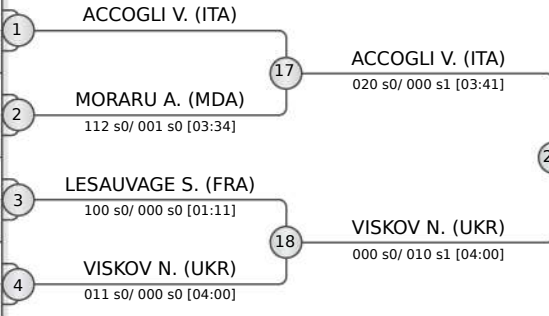 1
ACCOGLI V. (ITA)
17
ACCOGLI V. (ITA)
020 s0/ 000 s1 [03:41]
2
MORARU A. (MDA)
112 s0/ 001 s0 [03:34]
3
LESAUVAGE S. (FRA)
100 s0/ 000 s0 [01:11]
18
VISKOV N. (UKR)
000 s0/ 010 s1 [04:00]
4
VISKOV N. (UKR)
011 s0/ 000 s0 [04:00]